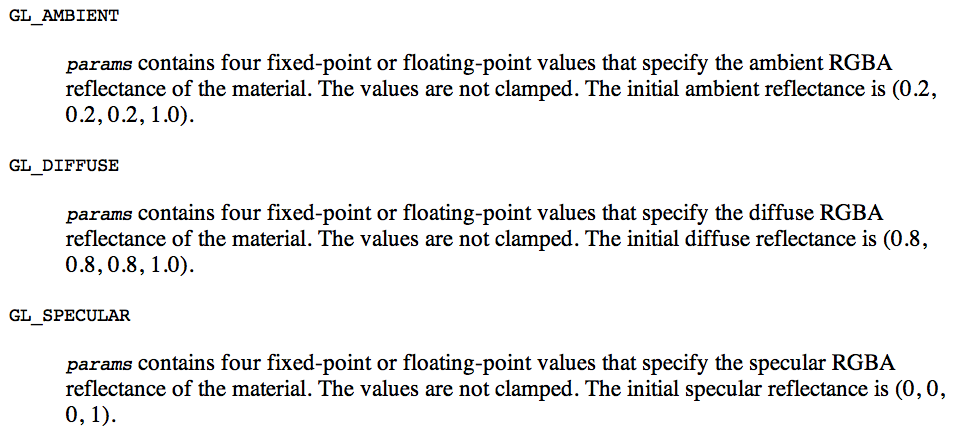 GL_AMBIENT
params contains four fixed-point or floating-point values that specify the ambient RGBA
reflectance of the material. The values are not clamped. The initial ambient reflectance is (0.2,
0.2, 0.2, 1.0).
GL_DIFFUSE
params contains four fixed-point or floating-point values that specify the diffuse RGBA
reflectance of the material. The values are not clamped. The initial diffuse reflectance is (0.8,
0.8, 0.8, 1.0).
GL_SPECULAR
params contains four fixed-point or floating-point values that specify the specular RGBA
reflectance of the material. The values are not clamped. The initial specular reflectance is (0, 0,
0, 1).